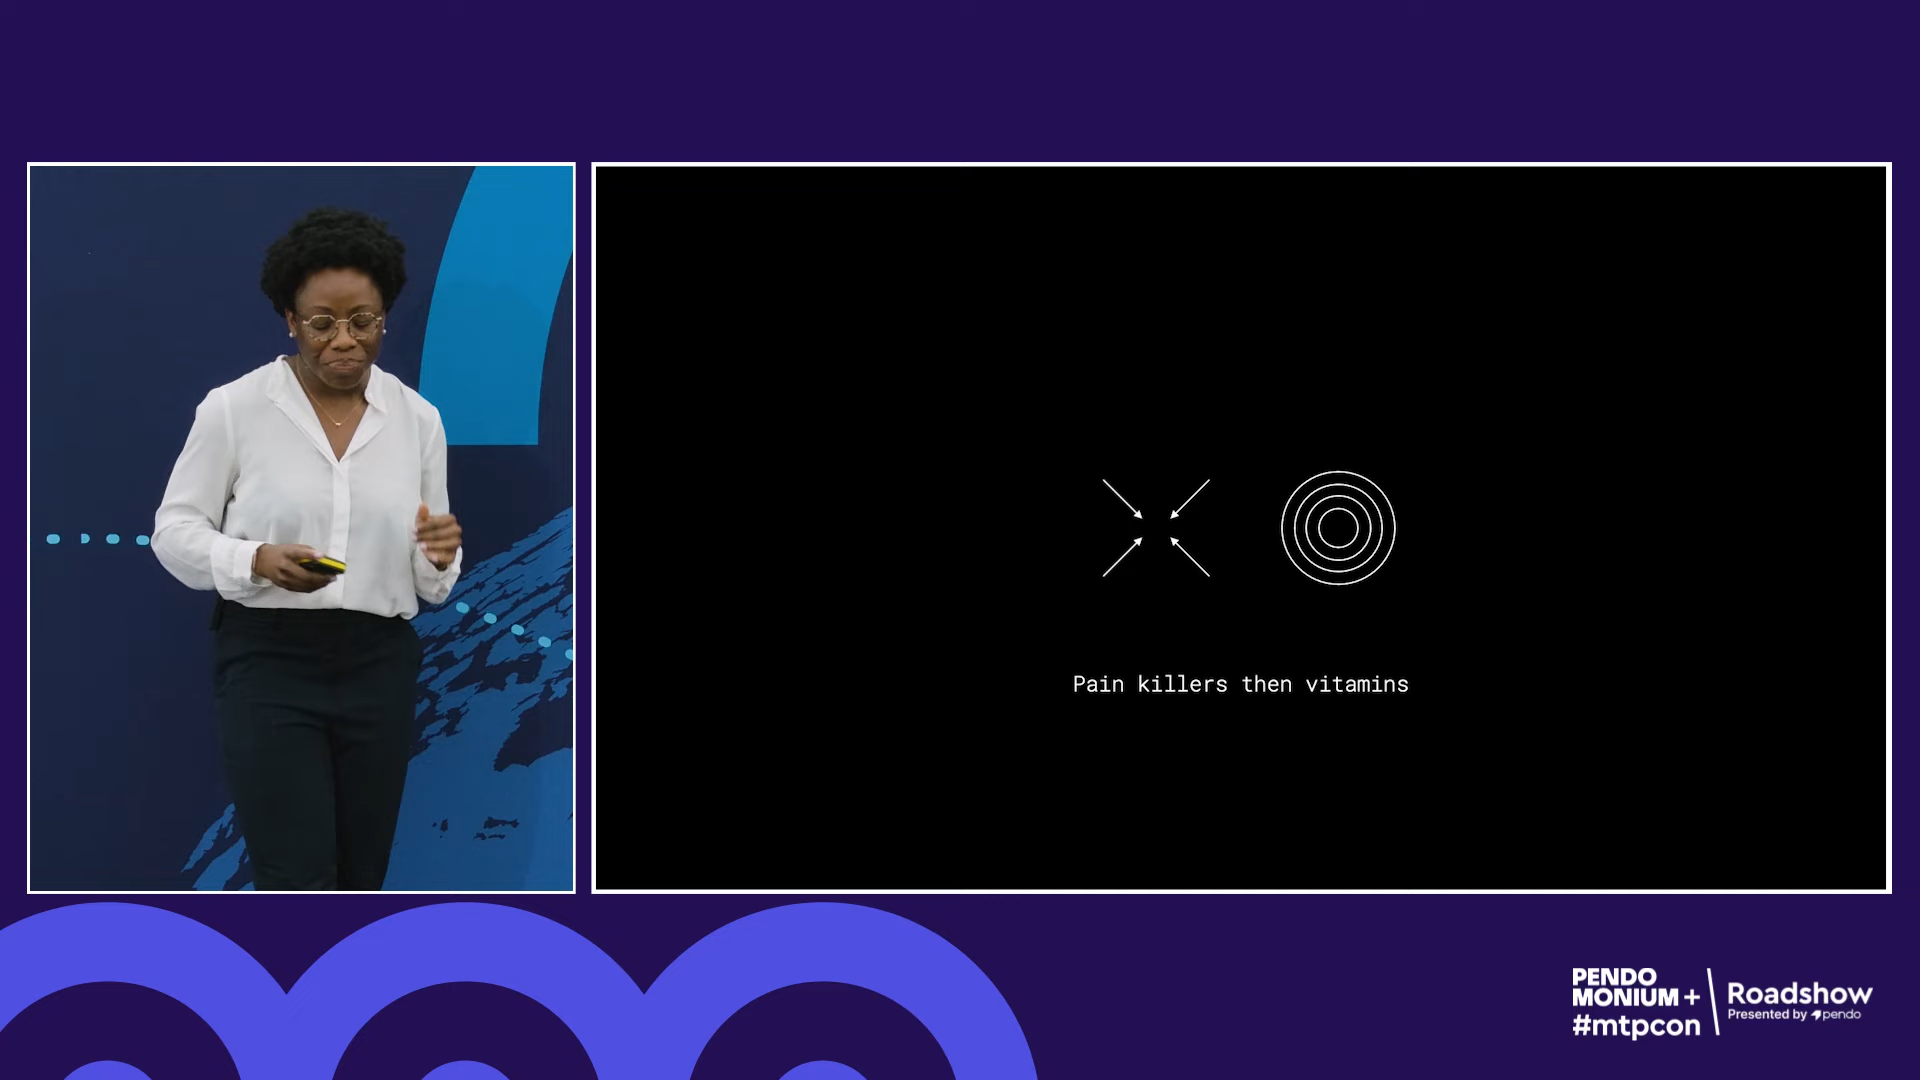 Pain killers then vitamins
PENDO
MONIUM +
#mtpcon
Roadshow
Presented by pendo